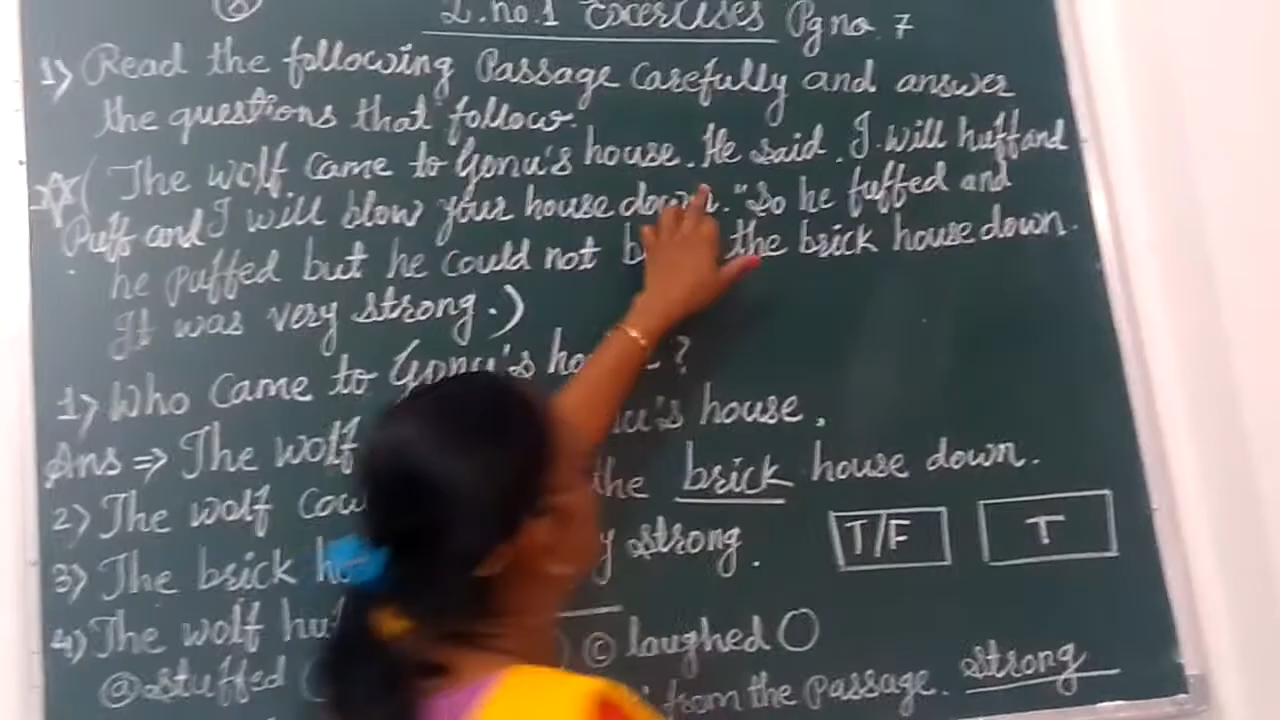 L.no.1 Excercises Pg no. 7
1) Read the following Passage carefully and answer
the questions that follow.
( The wolf came to Gonu's house. He said. I will huff and
Puff and I will blow your house down." So he fuffed and
he puffed but he could not the brick house down.
It was very strong.)
1) Who came to Gonu's ?
Ans ⇒ The wolf house.
2) The wolf the brick house down.
3) The brick strong. T/F T
4) The wolf
@stuffed © laughed
from the Passage. strong